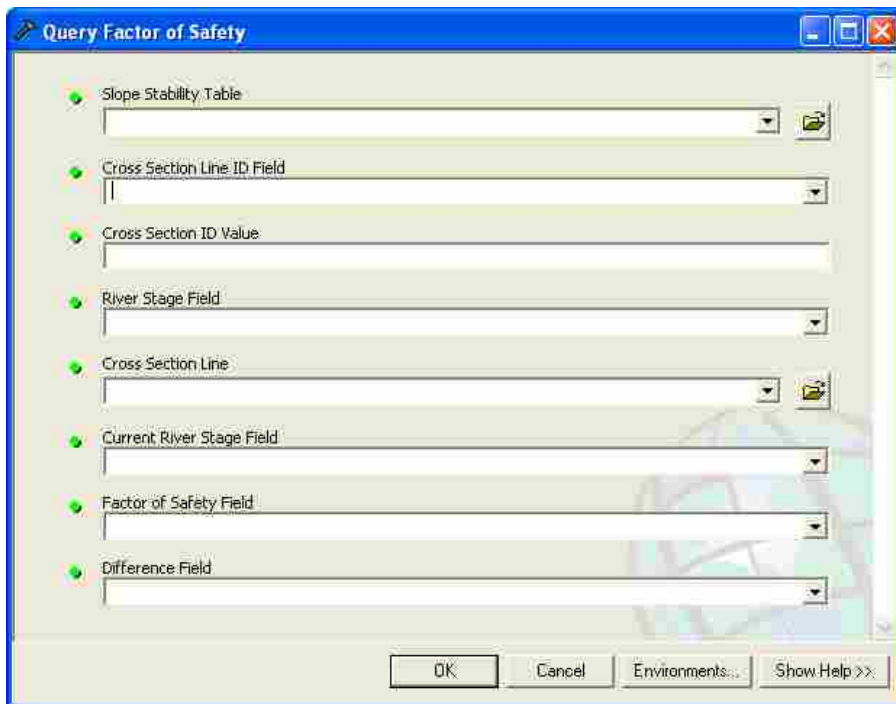 Query Factor of Safety
Slope Stability Table
Cross Section Line ID Field
Cross Section ID Value
River Stage Field
Cross Section Line
Current River Stage Field
Factor of Safety Field
Difference Field
OK Cancel Environments... Show Help >>